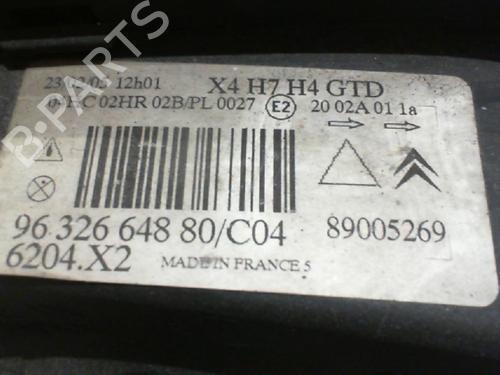 12h01 X4 H7 H4 GTD
02HR 02B/PL 0027 E2 20 02A 01 1a
96 326 648 80/C04 89005269
6204.X2 MADE IN FRANCE 5
B-PARTS